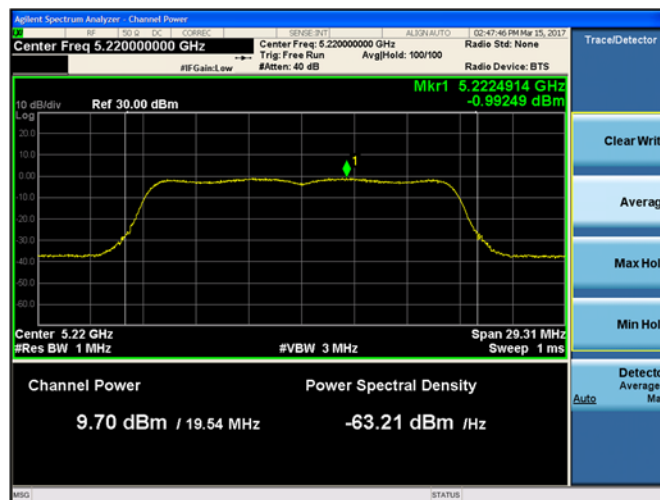 Agilent Spectrum Analyzer - Channel Power
RF 50 Ω DC CORREC SENSE:INT ALIGN AUTO 02:47:46 PM Mar 15, 2017
Center Freq 5.220000000 GHz
Center Freq: 5.220000000 GHz
Radio Std: None
Trig: Free Run Avg|Hold: 100/100
#IFGain:Low
#Atten: 40 dB
Radio Device: BTS
Mkr1 5.2224914 GHz
-0.99249 dBm
10 dB/div Ref 30.00 dBm
Log
20.0
10.0
0.00
-10.0
-20.0
-30.0
-40.0
-50.0
-60.0
1
Center 5.22 GHz
Span 29.31 MHz
#Res BW 1 MHz
#VBW 3 MHz
Sweep 1 ms
Channel Power
Power Spectral Density
9.70 dBm / 19.54 MHz
-63.21 dBm /Hz
MSG
STATUS
Trace/Detector
Clear Writ
Averag
Max Hol
Min Hol
Detecto
Average
Auto Ma